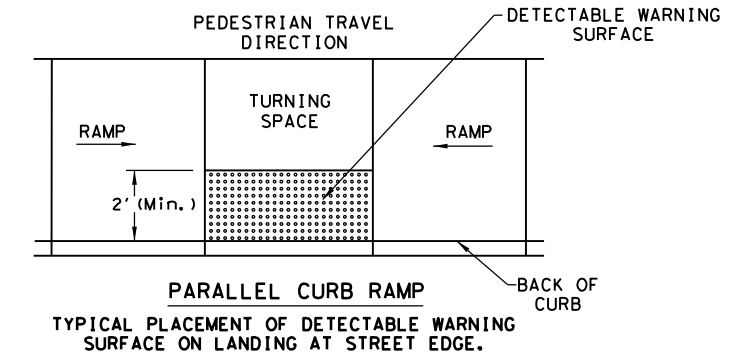 PEDESTRIAN TRAVEL
DIRECTION
DETECTABLE WARNING
SURFACE
TURNING
SPACE
RAMP
RAMP
2' (Min.)
BACK OF
CURB
PARALLEL CURB RAMP
TYPICAL PLACEMENT OF DETECTABLE WARNING
SURFACE ON LANDING AT STREET EDGE.